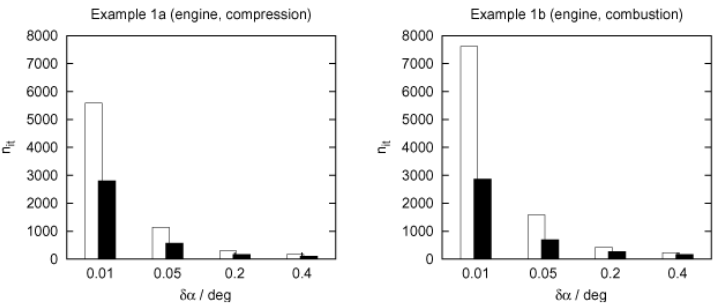 Example 1a (engine, compression)
8000
7000
6000
5000
4000
3000
2000
1000
0
n_it
0.01 0.05 0.2 0.4
δα / deg
Example 1b (engine, combustion)
8000
7000
6000
5000
4000
3000
2000
1000
0
n_it
0.01 0.05 0.2 0.4
δα / deg